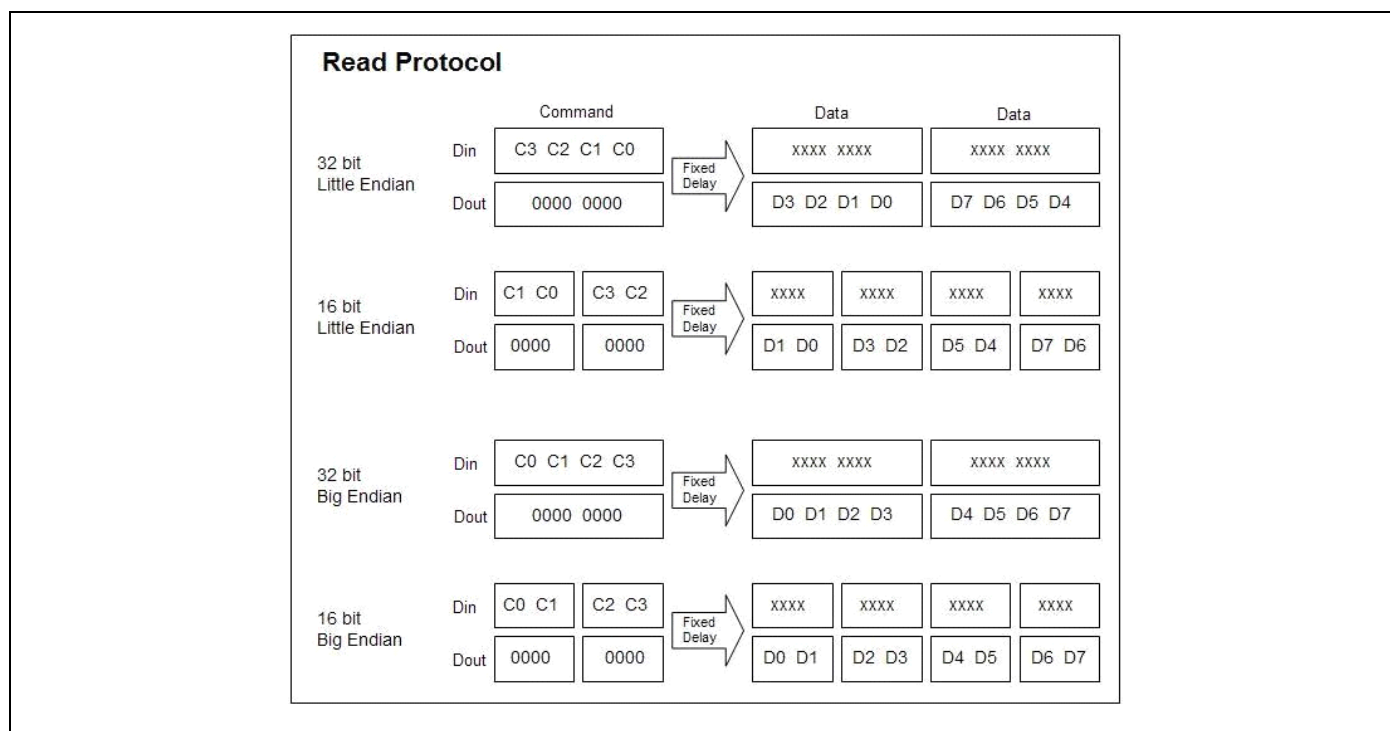 Read Protocol
Command Data Data
32 bit
Little Endian
Din C3 C2 C1 C0 Fixed Delay XXXX XXXX XXXX XXXX
Dout 0000 0000 D3 D2 D1 D0 D7 D6 D5 D4
16 bit
Little Endian
Din C1 C0 C3 C2 Fixed Delay XXXX XXXX XXXX XXXX
Dout 0000 0000 D1 D0 D3 D2 D5 D4 D7 D6
32 bit
Big Endian
Din C0 C1 C2 C3 Fixed Delay XXXX XXXX XXXX XXXX
Dout 0000 0000 D0 D1 D2 D3 D4 D5 D6 D7
16 bit
Big Endian
Din C0 C1 C2 C3 Fixed Delay XXXX XXXX XXXX XXXX
Dout 0000 0000 D0 D1 D2 D3 D4 D5 D6 D7